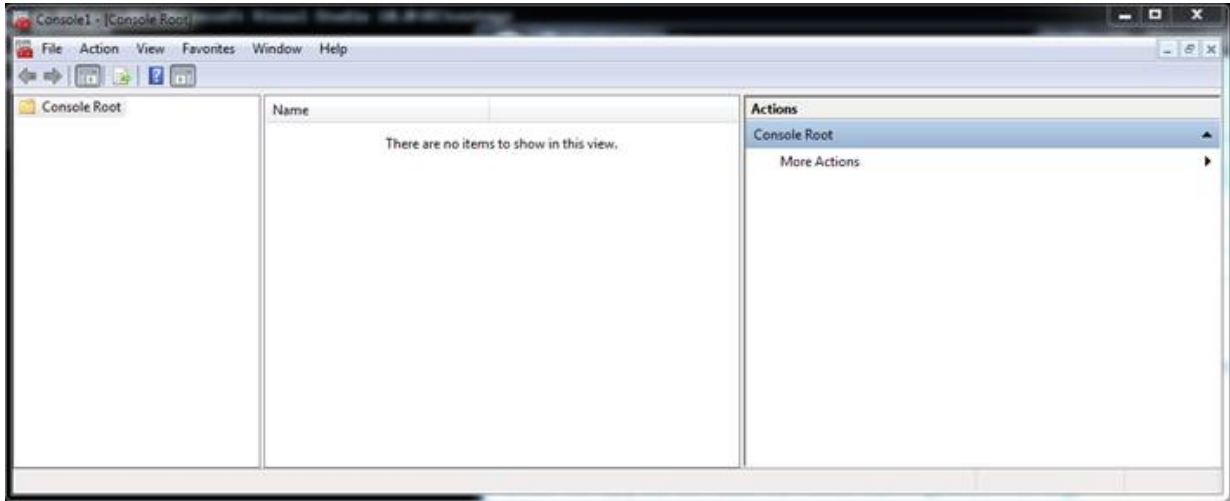 Console1 - [Console Root]
File Action View Favorites Window Help
Console Root
Name
There are no items to show in this view.
Actions
Console Root
More Actions